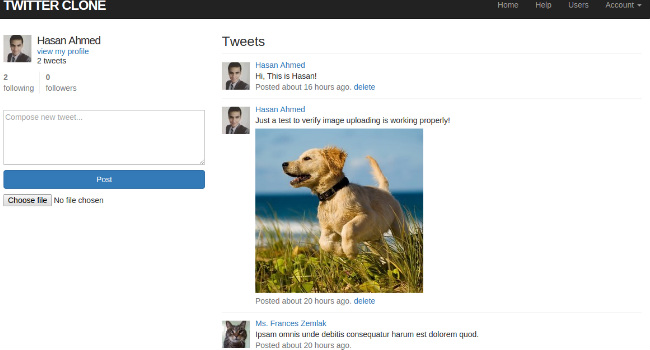 TWITTER CLONE
Home Help Users Account
Hasan Ahmed
view my profile
2 tweets
2 0
following followers
Compose new tweet...
Post
Choose file No file chosen
Tweets
Hasan Ahmed
Hi, This is Hasan!
Posted about 16 hours ago. delete
Hasan Ahmed
Just a test to verify image uploading is working properly!
Posted about 20 hours ago. delete
Ms. Frances Zemlak
Ipsam omnis unde debitis consequatur harum est dolorem quod.
Posted about 20 hours ago.